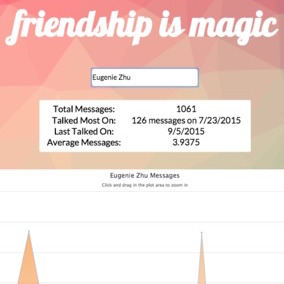 friendship is magic
Eugenie Zhu
Total Messages: 1061
Talked Most On: 126 messages on 7/23/2015
Last Talked On: 9/5/2015
Average Messages: 3.9375
Eugenie Zhu Messages
Click and drag in the plot area to zoom in